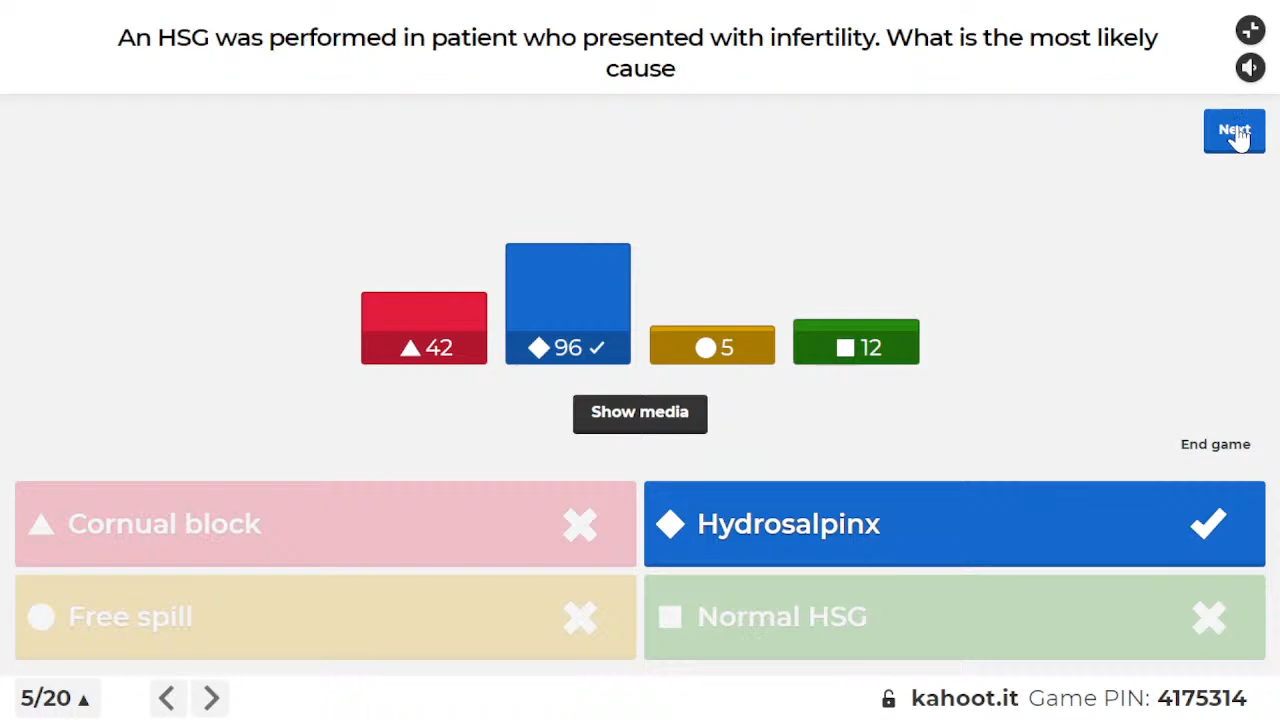 An HSG was performed in patient who presented with infertility. What is the most likely
cause
Next
42
96
5
12
Show media
End game
Cornual block
Hydrosalpinx
Free spill
Normal HSG
5/20
kahoot.it Game PIN: 4175314